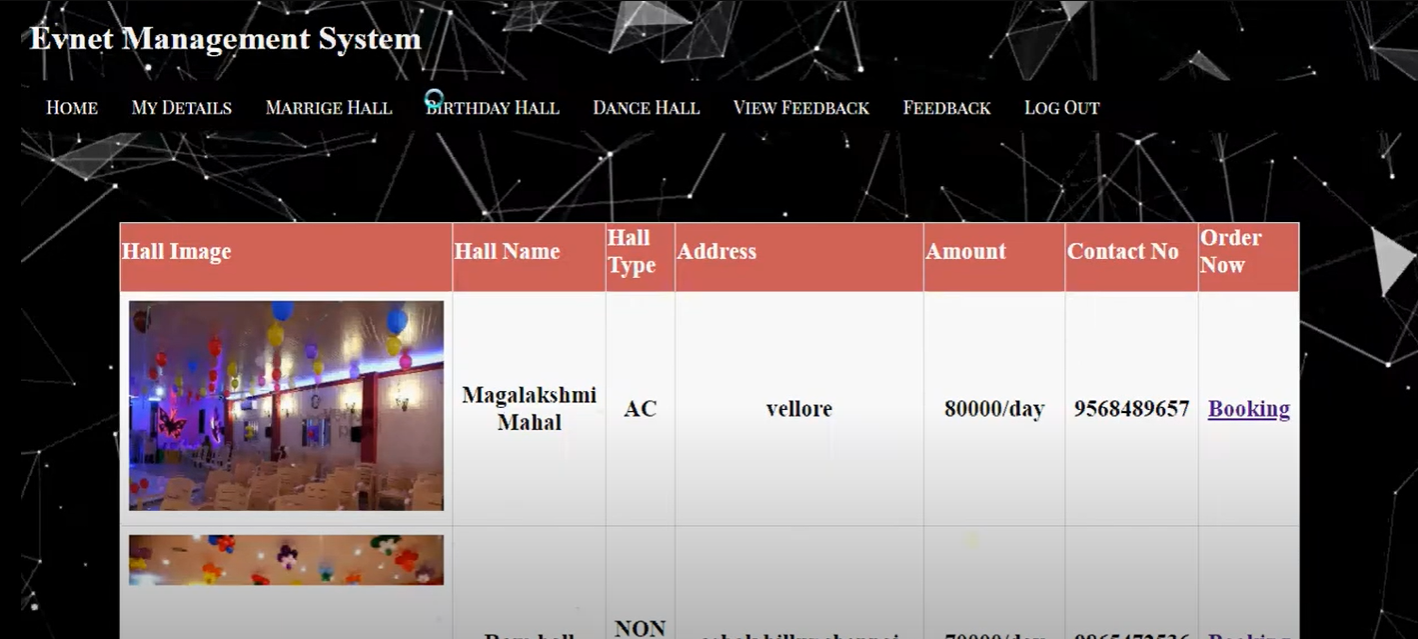 Evnet Management System
HOME MY DETAILS MARRIGE HALL BIRTHDAY HALL DANCE HALL VIEW FEEDBACK FEEDBACK LOG OUT
Hall Image Hall Name Hall Type Address Amount Contact No Order Now
Magalakshmi Mahal AC vellore 80000/day 9568489657 Booking
NON